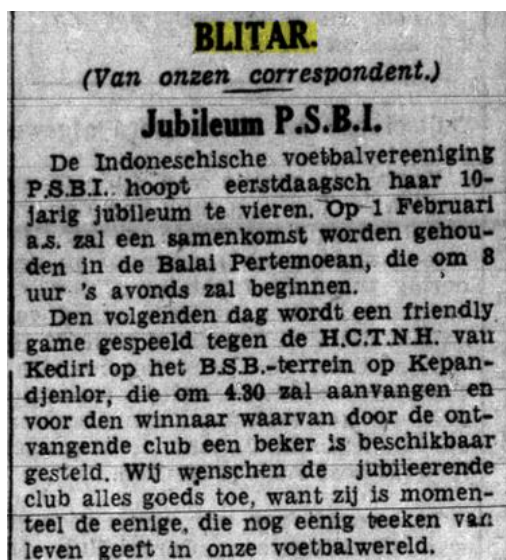 BLITAR.
(Van onzen correspondent.)
Jubileum P.S.B.I.
De Indoneschische voetbalvereeniging
P.S.B.I. hoopt eerstdaagsch haar 10-
jarig jubileum te vieren. Op 1 Februari
a.s. zal een samenkomst worden gehou-
den in de Balai Pertemoean, die om 8
uur 's avonds zal beginnen.
Den volgenden dag wordt een friendly
game gespeeld tegen de H.C.T.N.H. van
Kediri op het B.S.B.-terrein op Kepan-
djenlor, die om 4.30 zal aanvangen en
voor den winnaar waarvan door de ont-
vangende club een beker is beschikbaar
gesteld. Wij wenschen de jubileerende
club alles goeds toe, want zij is momen-
teel de eenige, die nog eenig teeken van
leven geeft in onze voetbalwereld.